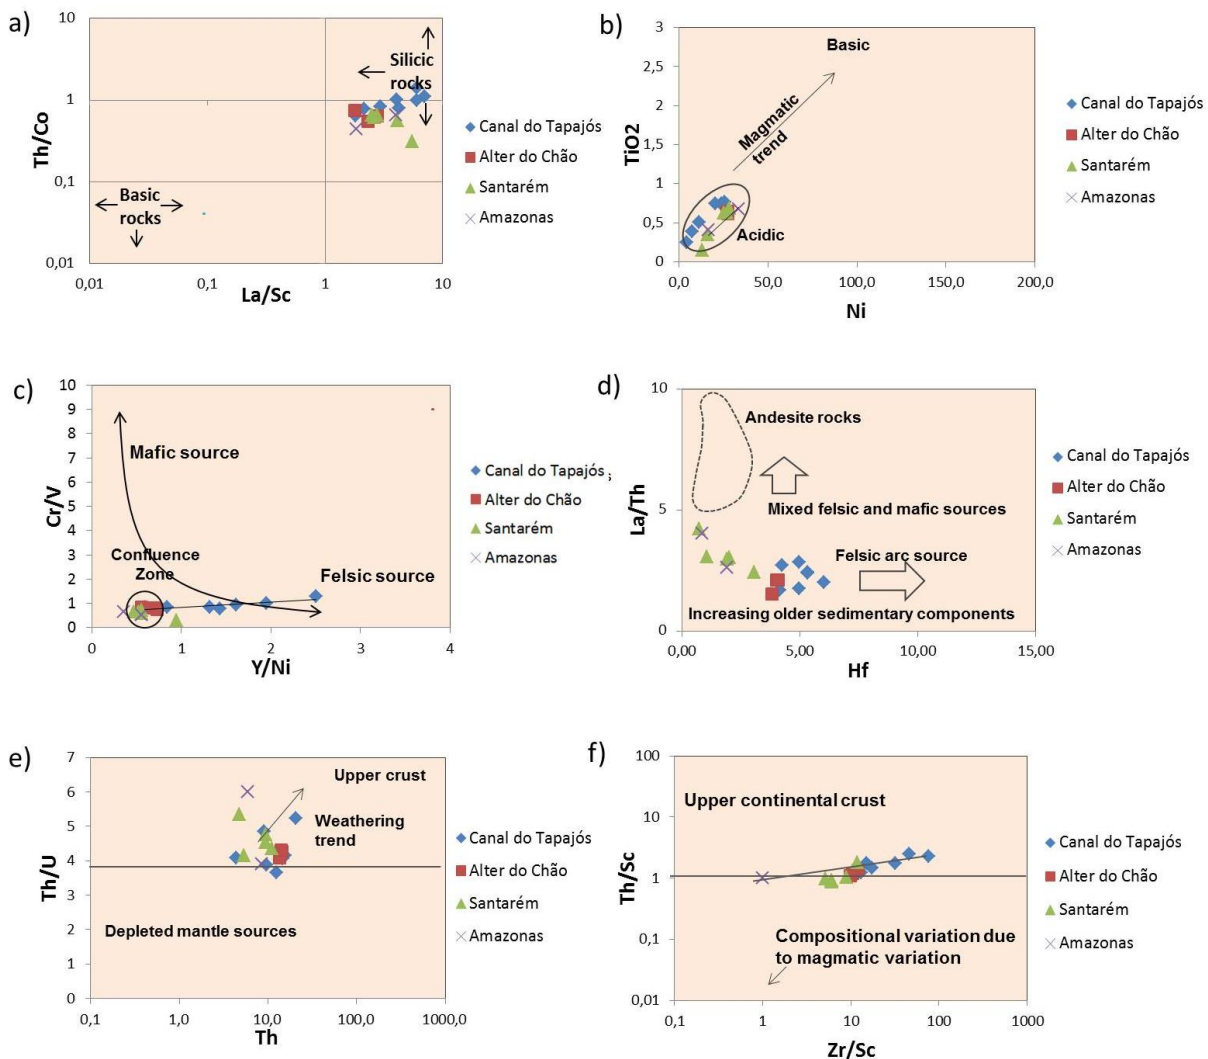 a)
10
1
0,1
0,01
Th/Co
Silicic
rocks
Basic
rocks
0,01
0,1
1
10
La/Sc
Canal do Tapajós
Alter do Chão
Santarém
Amazonas
b)
3
2,5
2
1,5
1
0,5
0
TiO2
Basic
Magmatic
trend
Acidic
0,0
50,0
100,0
150,0
200,0
Ni
Canal do Tapajós
Alter do Chão
Santarém
Amazonas
c)
10
9
8
7
6
5
4
3
2
1
0
Cr/V
Mafic source
Confluence
Zone
Felsic source
0
1
2
3
4
Y/Ni
Canal do Tapajós
Alter do Chão
Santarém
Amazonas
d)
10
5
0
La/Th
Andesite rocks
Mixed felsic and mafic sources
Felsic arc source
Increasing older sedimentary components
0,00
5,00
10,00
15,00
Hf
Canal do Tapajós
Alter do Chão
Santarém
Amazonas
e)
7
6
5
4
3
2
1
0
Th/U
Upper crust
Weathering
trend
Depleted mantle sources
0,1
1,0
10,0
100,0
1000,0
Th
Canal do Tapajós
Alter do Chão
Santarém
Amazonas
f)
100
10
1
0,1
0,01
Th/Sc
Upper continental crust
Compositional variation due
to magmatic variation
0,1
1
10
100
1000
Zr/Sc
Canal do Tapajós
Alter do Chão
Santarém
Amazonas